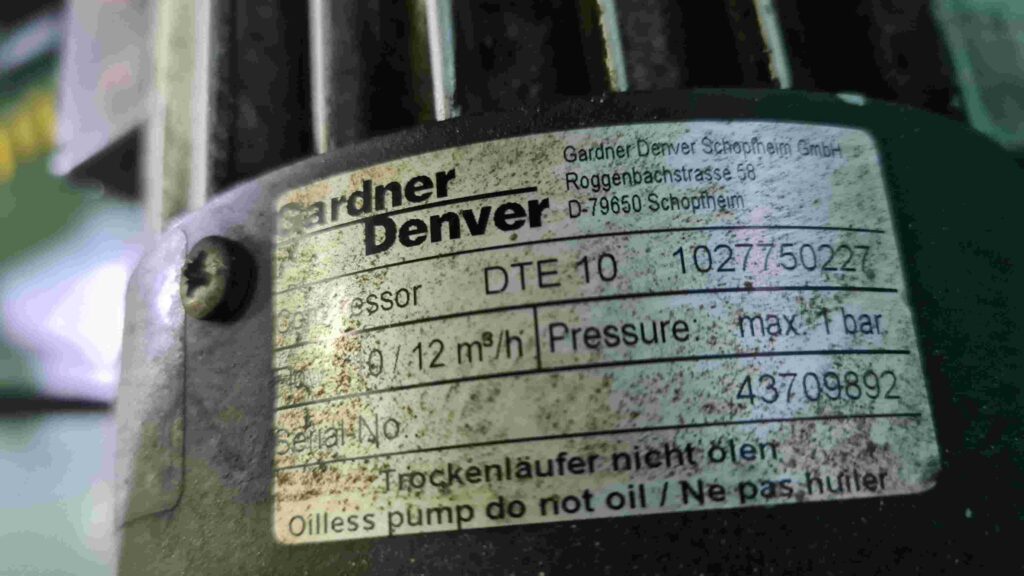 Gardner
Denver
Gardner Denver Schopfheim GmbH
Roggenbachstrasse 58
D-79650 Schopfheim
DTE 10 1027750227
0 / 12 m³/h Pressure: max. 1 bar
Serial No.: 43709892
Trockenläufer nicht ölen
Oilless pump do not oil / Ne pas huiler